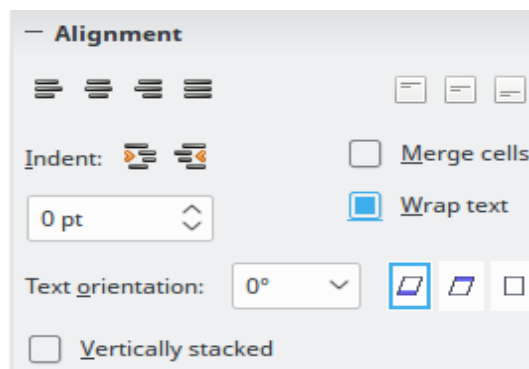 Alignment
Indent:
Merge cells
0 pt
Wrap text
Text orientation: 0°
Vertically stacked